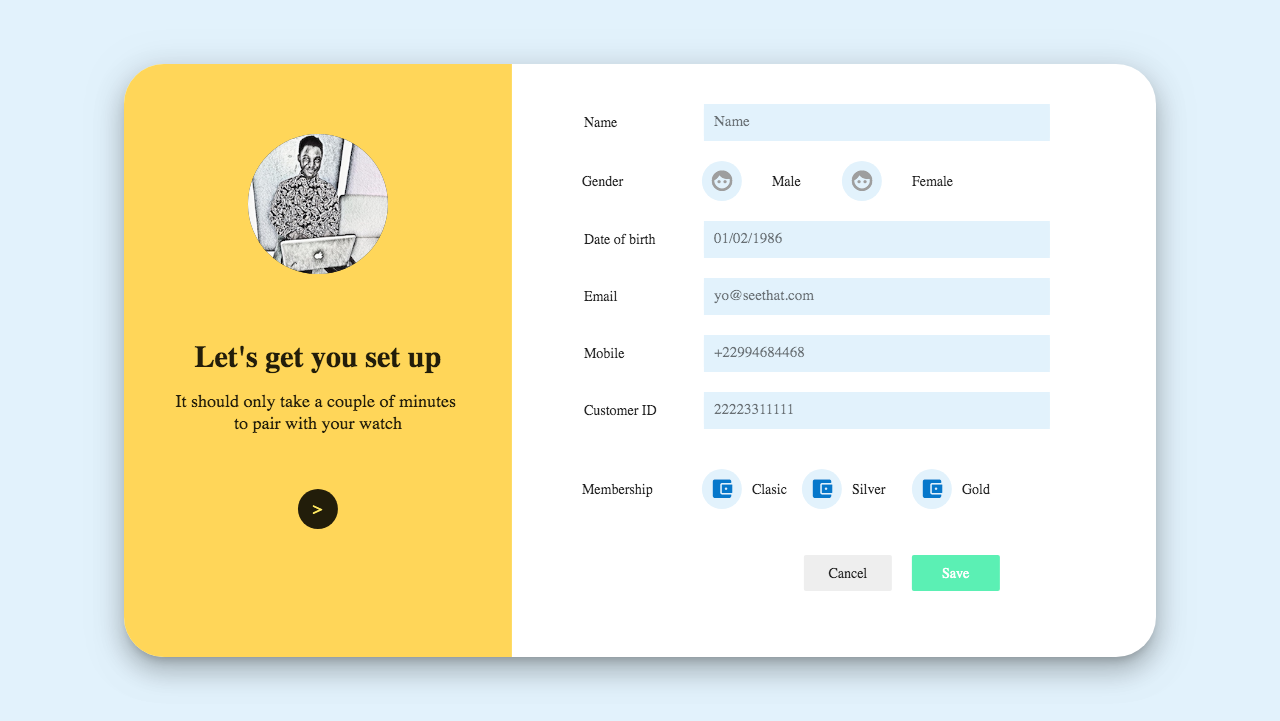 Let's get you set up
It should only take a couple of minutes
to pair with your watch
>
Name Name
Gender Male Female
Date of birth 01/02/1986
Email yo@seethat.com
Mobile +22994684468
Customer ID 22223311111
Membership Clasic Silver Gold
Cancel Save